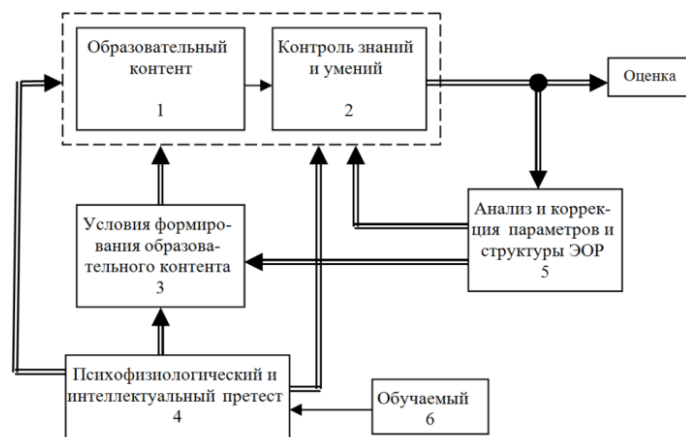 Образовательный
контент
1
Контроль знаний
и умений
2
Оценка
Условия формиро-
вания образова-
тельного контента
3
Анализ и коррек-
ция параметров и
структуры ЭОР
5
Психофизиологический и
интеллектуальный претест
4
Обучаемый
6